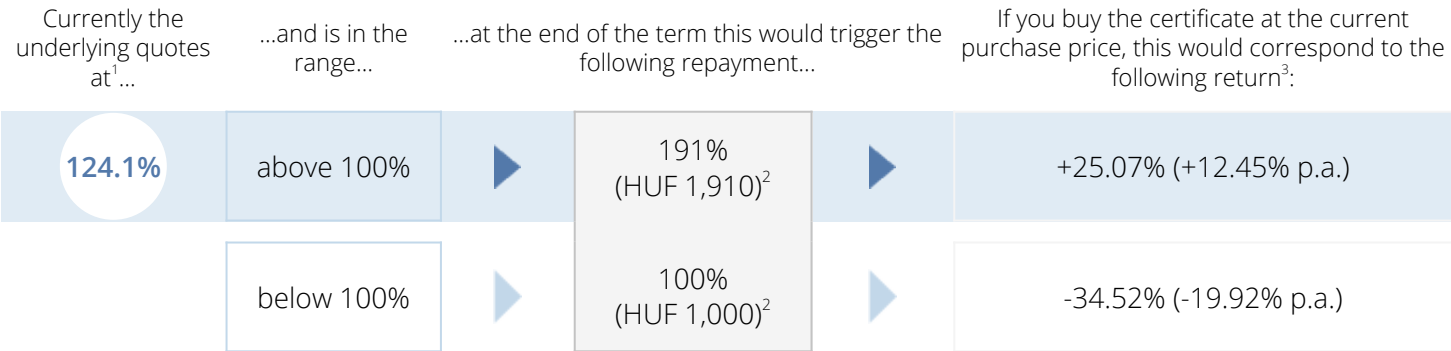 Currently the
underlying quotes
at¹...
...and is in the
range...
...at the end of the term this would trigger the
following repayment...
If you buy the certificate at the current
purchase price, this would correspond to the
following return³:
124.1%
above 100%
191%
(HUF 1,910)²
+25.07% (+12.45% p.a.)
below 100%
100%
(HUF 1,000)²
-34.52% (-19.92% p.a.)